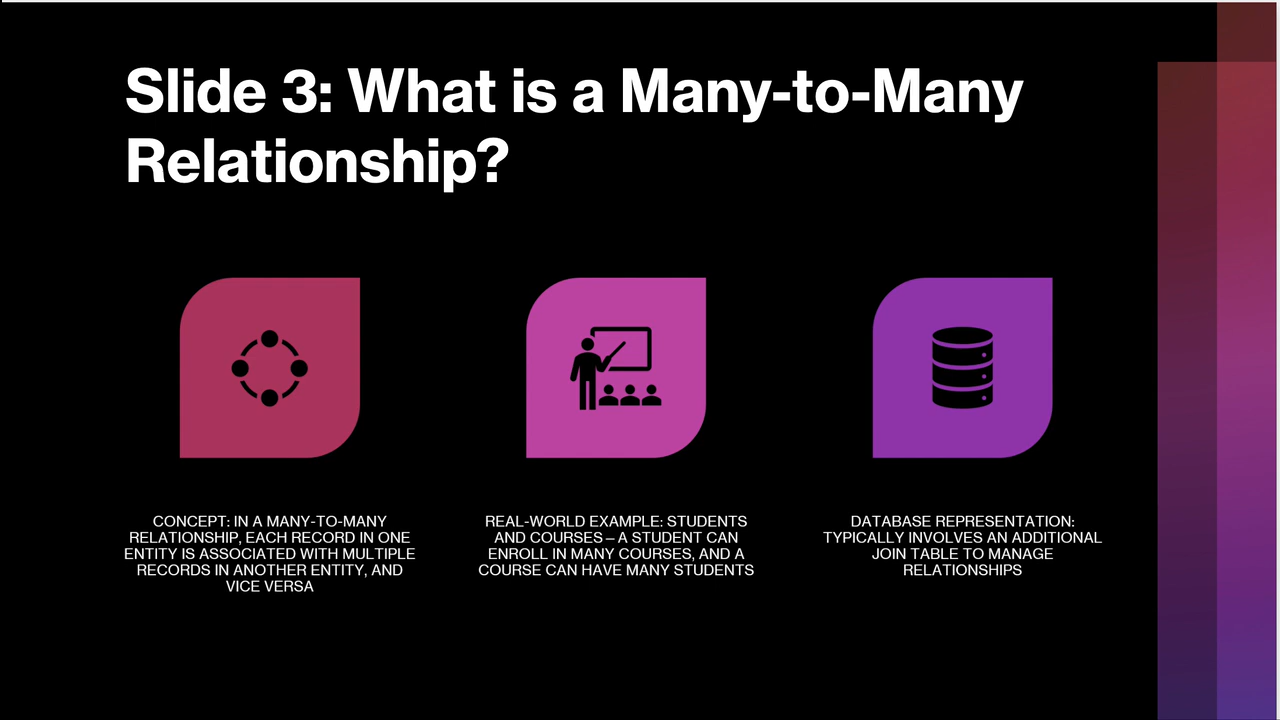 Slide 3: What is a Many-to-Many
Relationship?
CONCEPT: IN A MANY-TO-MANY
RELATIONSHIP, EACH RECORD IN ONE
ENTITY IS ASSOCIATED WITH MULTIPLE
RECORDS IN ANOTHER ENTITY, AND
VICE VERSA
REAL-WORLD EXAMPLE: STUDENTS
AND COURSES – A STUDENT CAN
ENROLL IN MANY COURSES, AND A
COURSE CAN HAVE MANY STUDENTS
DATABASE REPRESENTATION:
TYPICALLY INVOLVES AN ADDITIONAL
JOIN TABLE TO MANAGE
RELATIONSHIPS